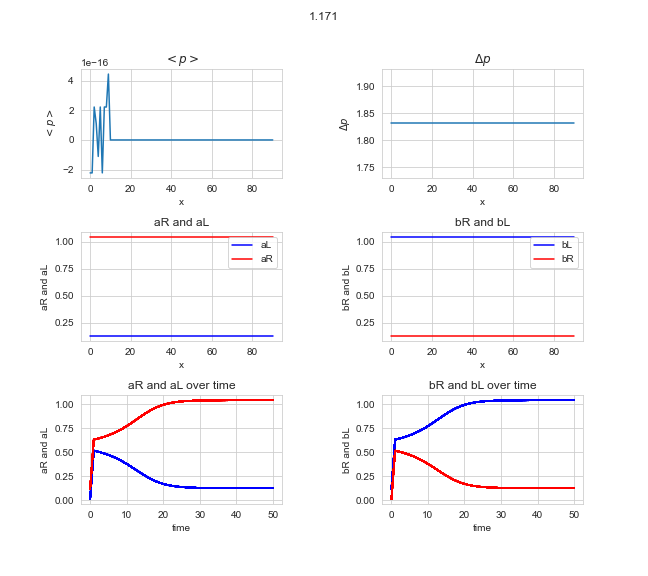 1.171
<p>
1e−16
4
2
0
−2
<p>
0 20 40 60 80
x
Δp
1.90
1.85
1.80
1.75
Δp
0 20 40 60 80
x
aR and aL
1.00
0.75
0.50
0.25
aR and aL
aL
aR
0 20 40 60 80
x
bR and bL
1.00
0.75
0.50
0.25
bR and bL
bL
bR
0 20 40 60 80
x
aR and aL over time
1.00
0.75
0.50
0.25
0.00
aR and aL
0 10 20 30 40 50
time
bR and bL over time
1.00
0.75
0.50
0.25
0.00
bR and bL
0 10 20 30 40 50
time